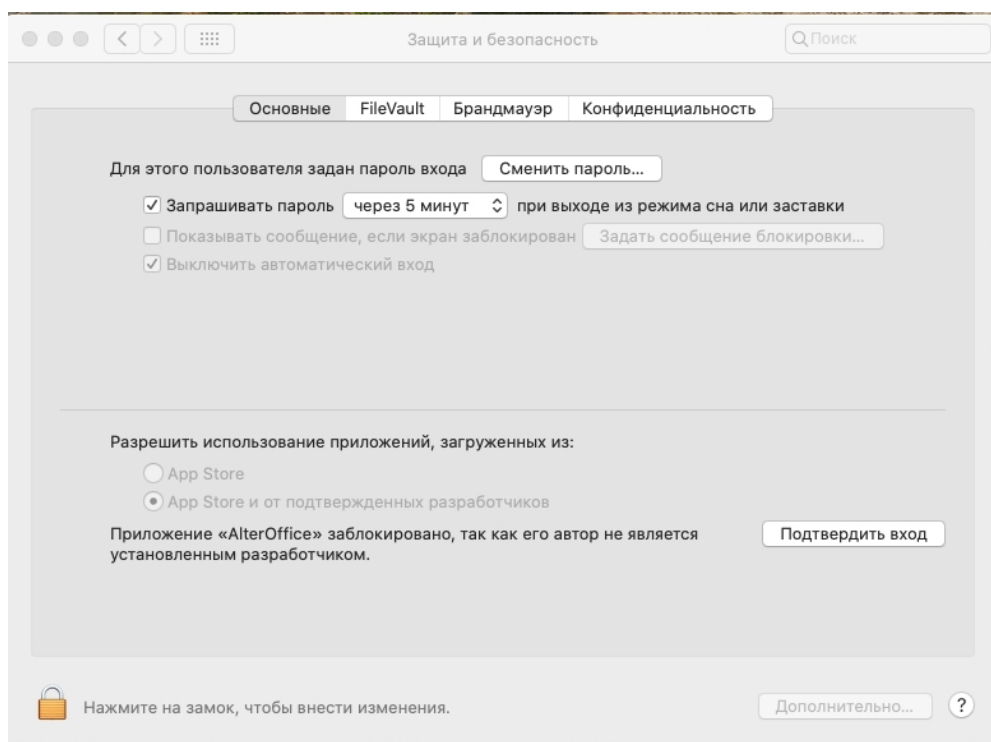 Защита и безопасность
Поиск
Основные FileVault Брандмауэр Конфиденциальность
Для этого пользователя задан пароль входа Сменить пароль...
Запрашивать пароль через 5 минут при выходе из режима сна или заставки
Показывать сообщение, если экран заблокирован Задать сообщение блокировки...
Выключить автоматический вход
Разрешить использование приложений, загруженных из:
App Store
App Store и от подтвержденных разработчиков
Приложение «AlterOffice» заблокировано, так как его автор не является Подтвердить вход
установленным разработчиком.
Нажмите на замок, чтобы внести изменения. Дополнительно... ?